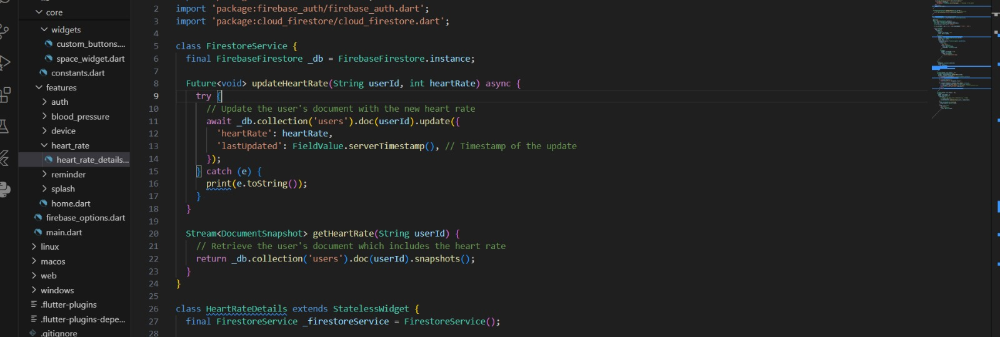 core
widgets
custom_buttons....
space_widget.dart
constants.dart
features
auth
blood_pressure
device
heart_rate
heart_rate_details...
reminder
splash
home.dart
firebase_options.dart
main.dart
linux
macos
web
windows
.flutter-plugins
.flutter-plugins-depe...
.gitignore
2 import 'package:firebase_auth/firebase_auth.dart';
3 import 'package:cloud_firestore/cloud_firestore.dart';
4
5 class FirestoreService {
6 final FirebaseFirestore _db = FirebaseFirestore.instance;
7
8 Future<void> updateHeartRate(String userId, int heartRate) async {
9 try {
10 // Update the user's document with the new heart rate
11 await _db.collection('users').doc(userId).update({
12 'heartRate': heartRate,
13 'lastUpdated': FieldValue.serverTimestamp(), // Timestamp of the update
14 });
15 } catch (e) {
16 print(e.toString());
17 }
18 }
19
20 Stream<DocumentSnapshot> getHeartRate(String userId) {
21 // Retrieve the user's document which includes the heart rate
22 return _db.collection('users').doc(userId).snapshots();
23 }
24 }
25
26 class HeartRateDetails extends StatelessWidget {
27 final FirestoreService _firestoreService = FirestoreService();
28